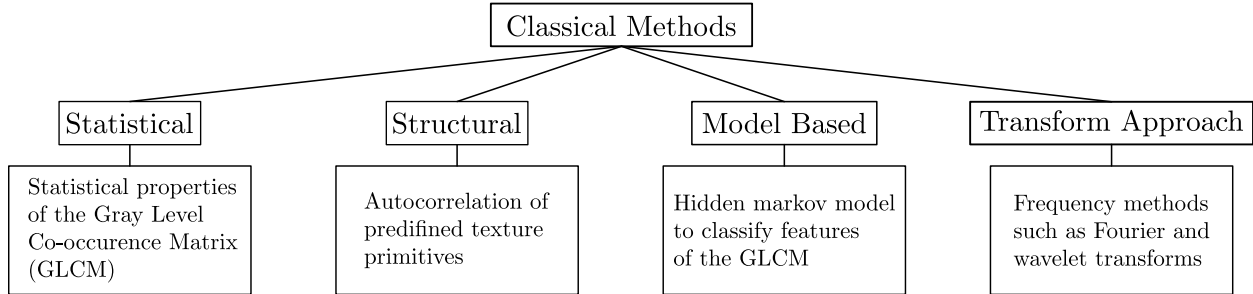 Classical Methods
Statistical
Structural
Model Based
Transform Approach
Statistical properties
of the Gray Level
Co-occurence Matrix
(GLCM)
Autocorrelation of
predifined texture
primitives
Hidden markov model
to classify features
of the GLCM
Frequency methods
such as Fourier and
wavelet transforms